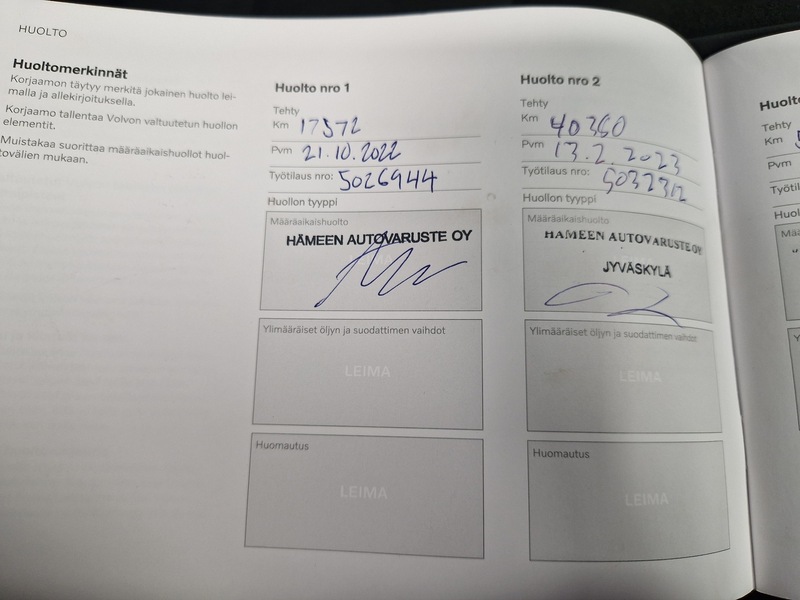 HUOLTO
Huoltomerkinnät
Korjaamon täytyy merkitä jokainen huolto lei-
malla ja allekirjoituksella.
Korjaamo tallentaa Volvon valtuutetun huollon
elementit.
Muistakaa suorittaa määräaikaishuollot huol-
tovälien mukaan.
Huolto nro 1
Tehty
Km 17572
Pvm 21.10.2022
Työtilaus nro: 5026944
Huollon tyyppi
Määräaikaishuolto
HÄMEEN AUTOVARUSTE OY
Ylimääräiset öljyn ja suodattimen vaihdot
LEIMA
Huomautus
LEIMA
Huolto nro 2
Tehty
Km 40360
Pvm 13.2.2023
Työtilaus nro: 5032312
Huollon tyyppi
Määräaikaishuolto
HÄMEEN AUTOVARUSTE OY
JYVÄSKYLÄ
Ylimääräiset öljyn ja suodattimen vaihdot
LEIMA
Huomautus
LEIMA
Tehty
Km
Pvm